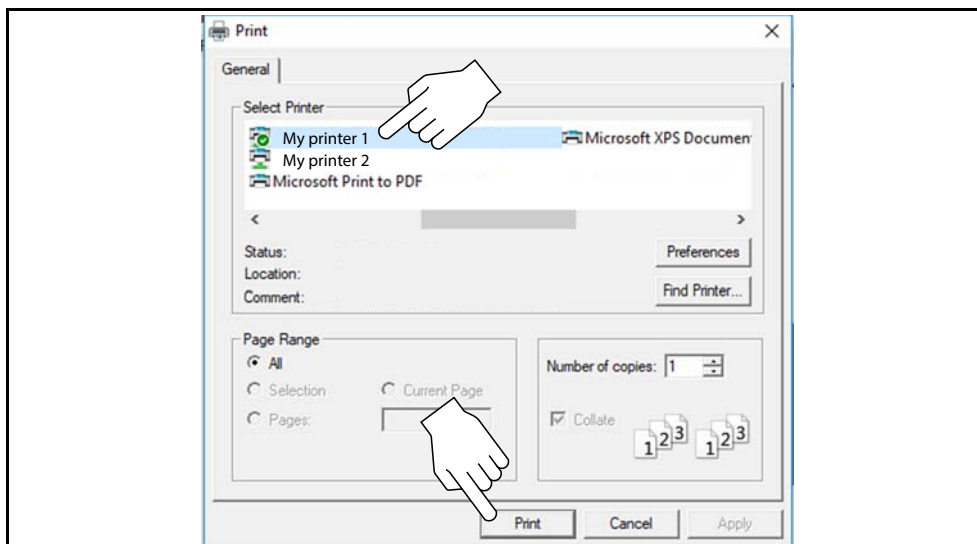 Print
General
Select Printer
My printer 1
Microsoft XPS Documen
My printer 2
Microsoft Print to PDF
Status:
Location:
Comment:
Preferences
Find Printer...
Page Range
All
Selection
Current Page
Pages:
Number of copies: 1
Collate
1 2 3 1 2 3
Print
Cancel
Apply